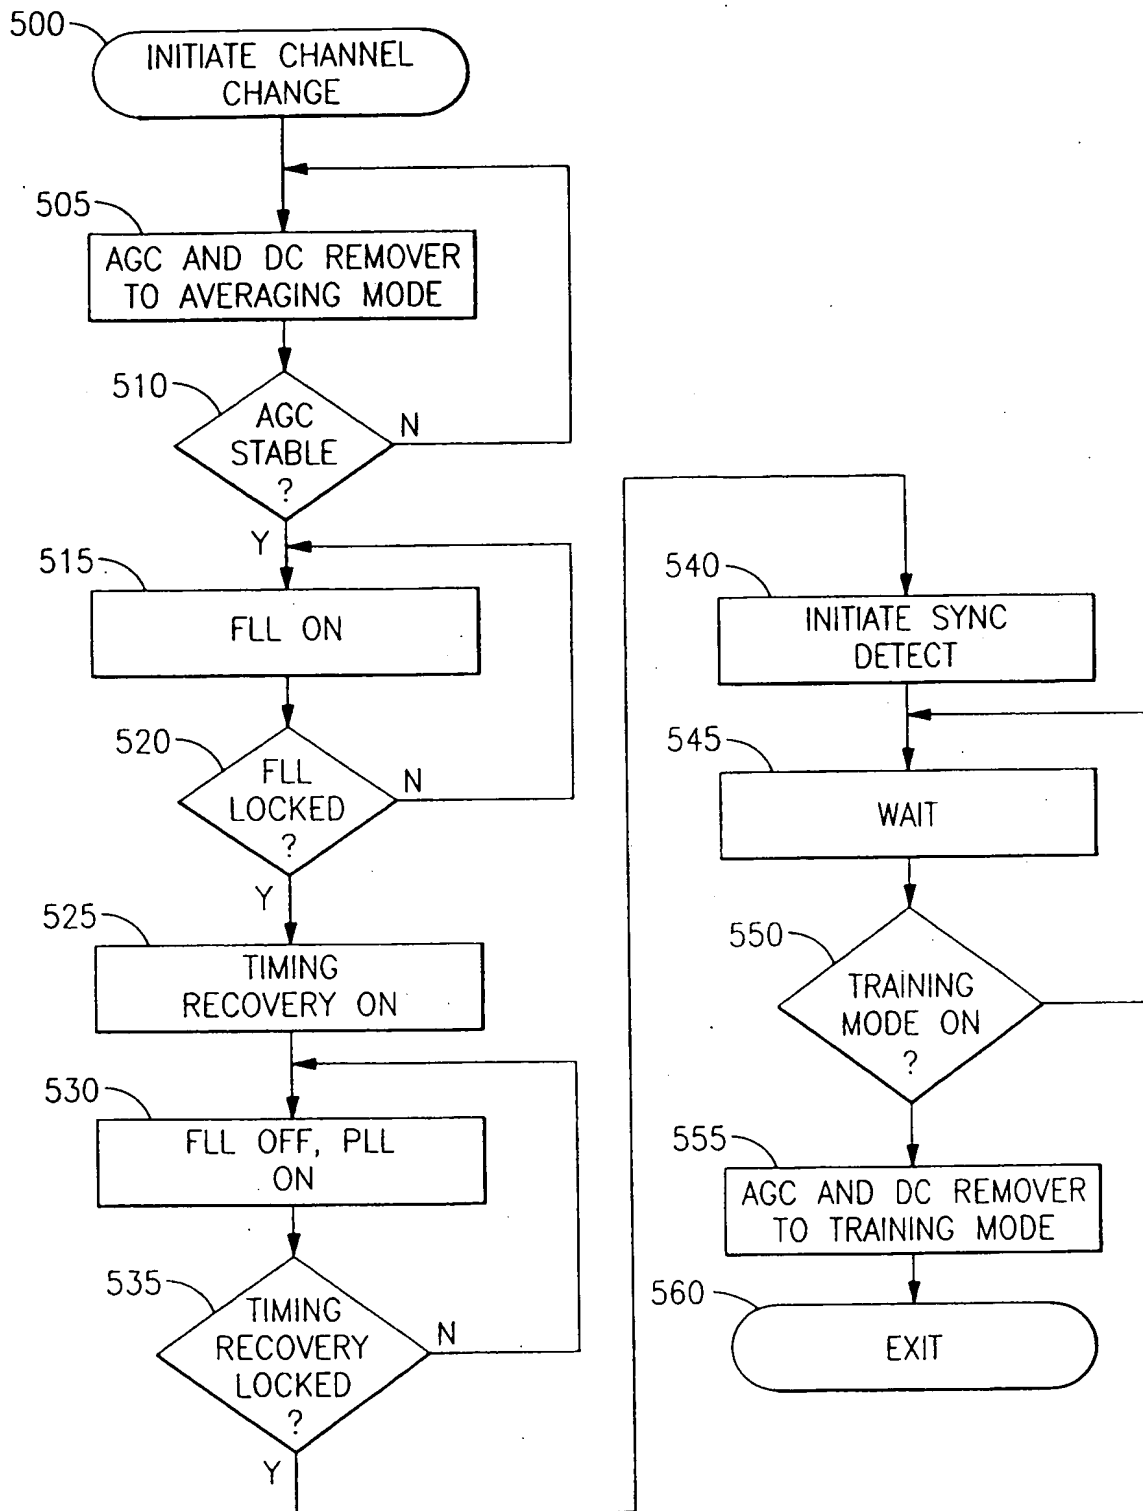 500
INITIATE CHANNEL
CHANGE
505
AGC AND DC REMOVER
TO AVERAGING MODE
510
AGC
STABLE
?
N
Y
515
FLL ON
520
FLL
LOCKED
?
N
Y
525
TIMING
RECOVERY ON
530
FLL OFF, PLL
ON
535
TIMING
RECOVERY
LOCKED
?
N
Y
540
INITIATE SYNC
DETECT
545
WAIT
550
TRAINING
MODE ON
?
555
AGC AND DC REMOVER
TO TRAINING MODE
560
EXIT